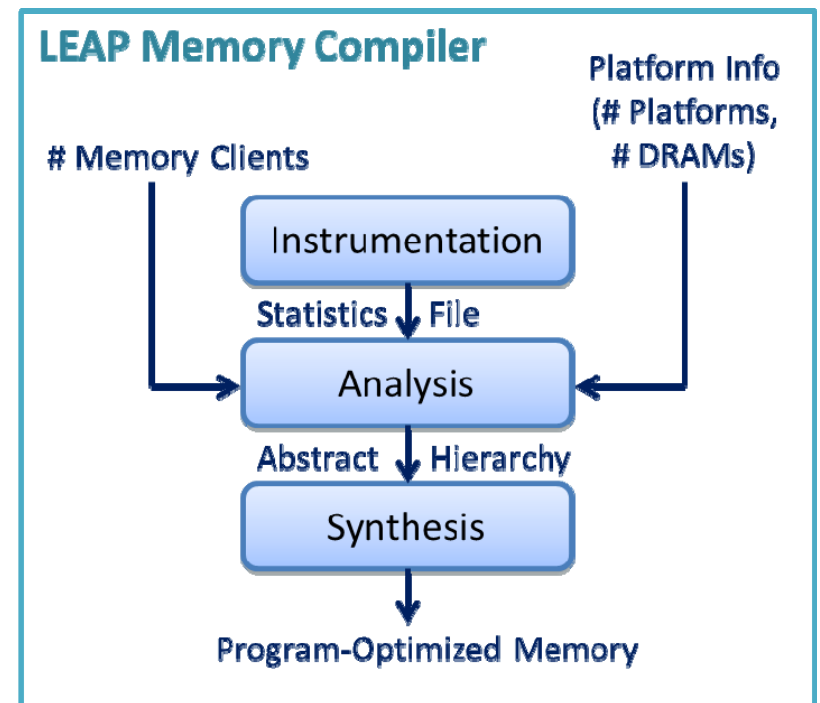 LEAP Memory Compiler
Platform Info
(# Platforms,
# DRAMs)
# Memory Clients
Instrumentation
Statistics File
Analysis
Abstract Hierarchy
Synthesis
Program-Optimized Memory